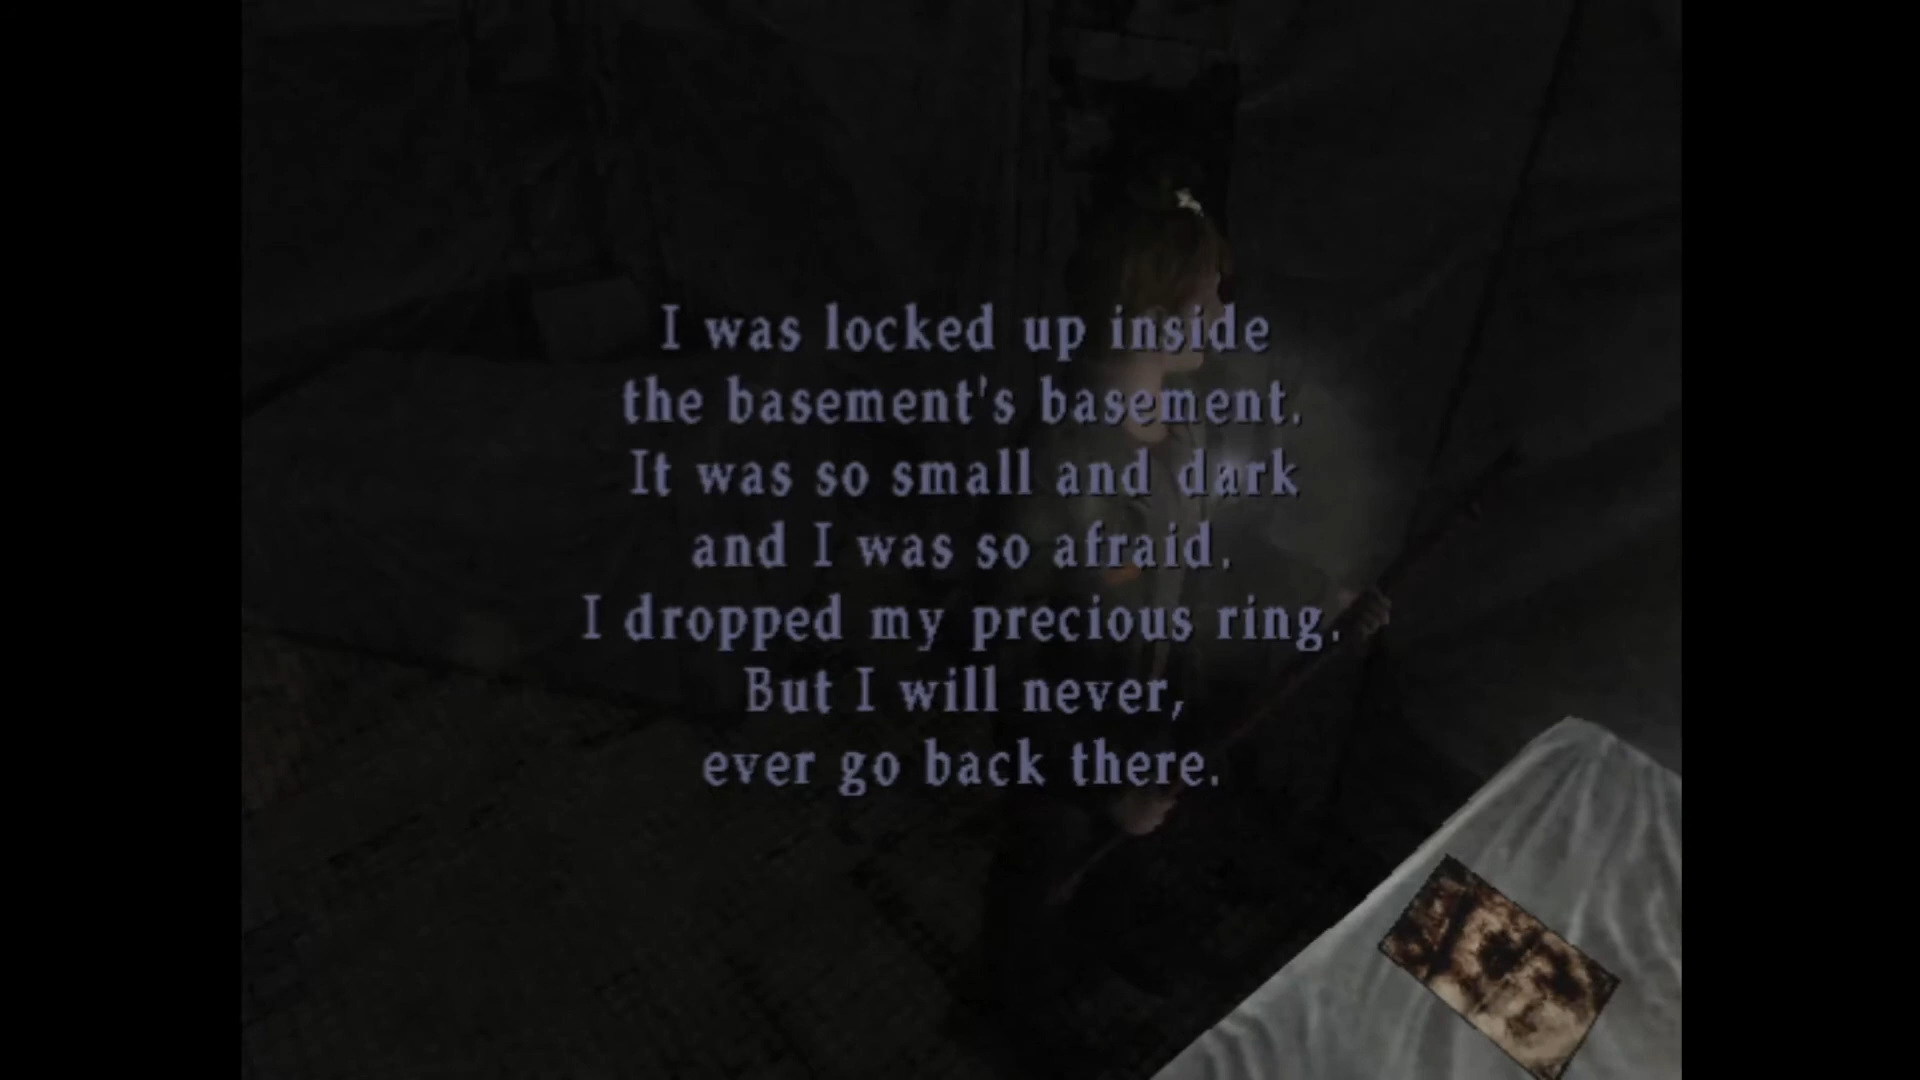 I was locked up inside
the basement's basement.
It was so small and dark
and I was so afraid.
I dropped my precious ring.
But I will never,
ever go back there.